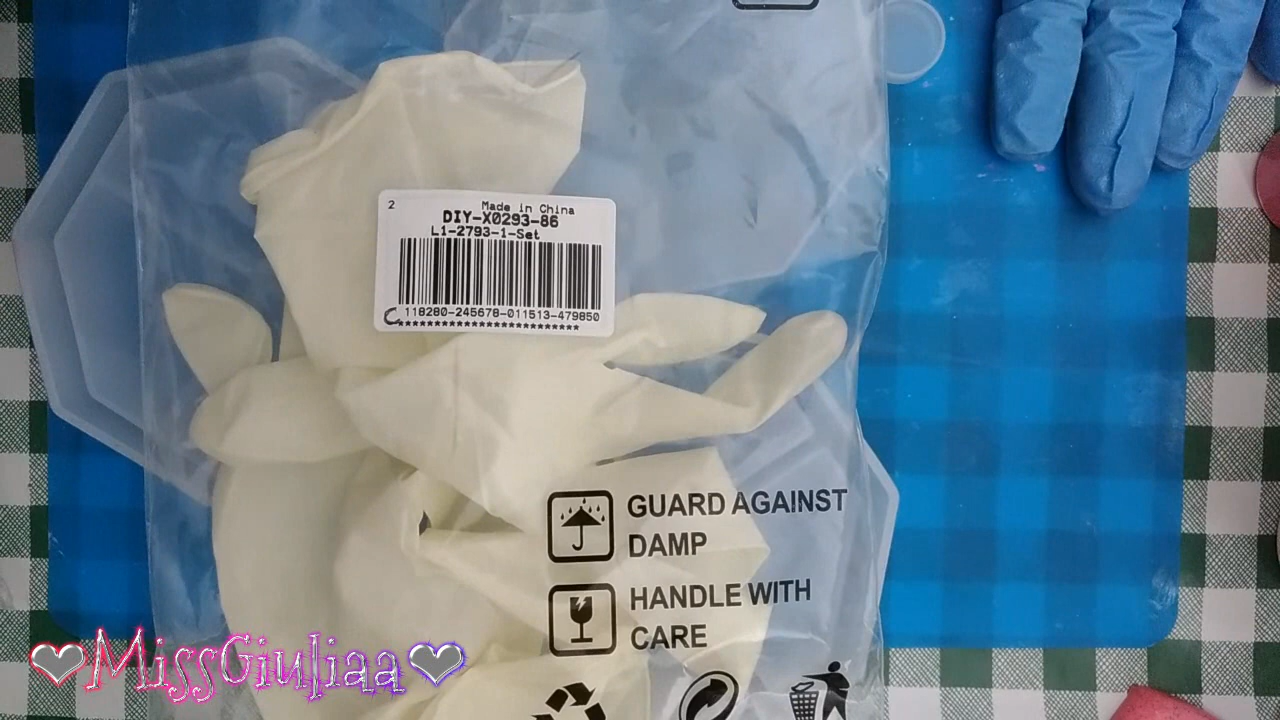 2
Made in China
DIY-X0293-86
L1-2793-1-Set
118280-245678-011513-479850
************************
GUARD AGAINST
DAMP
HANDLE WITH
CARE
MissGiuliaa